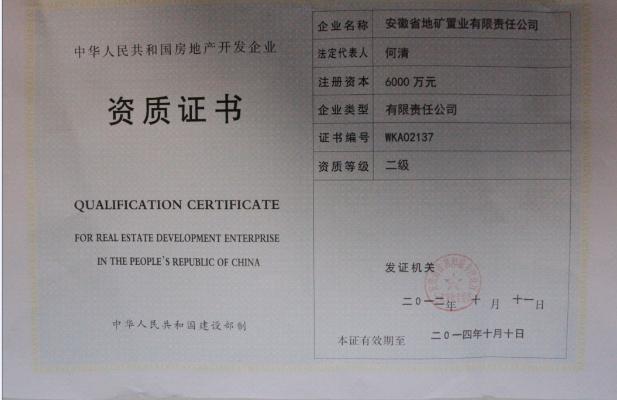 中华人民共和国房地产开发企业
资质证书
QUALIFICATION CERTIFICATE
FOR REAL ESTATE DEVELOPMENT ENTERPRISE
IN THE PEOPLE'S REPUBLIC OF CHINA
中华人民共和国建设部制
企业名称 安徽省地矿置业有限责任公司
法定代表人 何清
注册资本 6000 万元
企业类型 有限责任公司
证书编号 WKA02137
资质等级 二级
发证机关
二0一二年 十 月 十一 日
本证有效期至 二0一四年十月十日